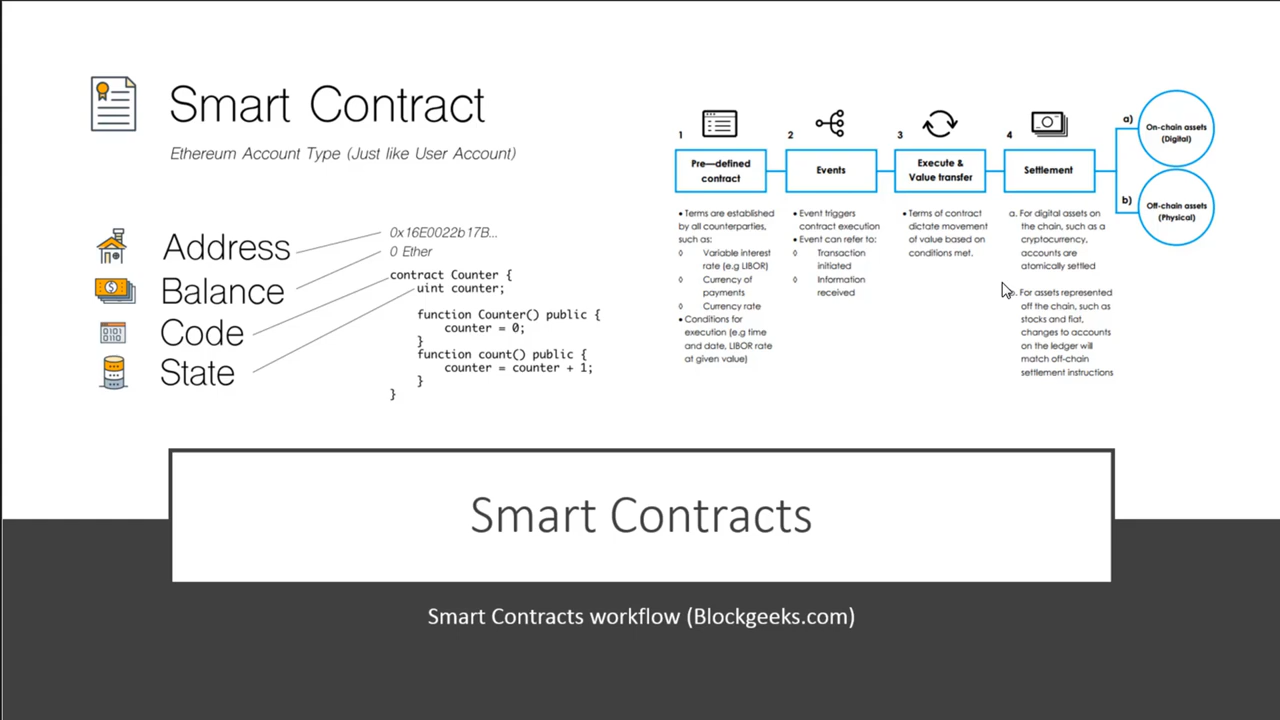 Smart Contract
Ethereum Account Type (Just like User Account)
Address
Balance
Code
State
0x16E0022b17B...
0 Ether
contract Counter {
uint counter;
function Counter() public {
counter = 0;
}
function count() public {
counter = counter + 1;
}
}
1
Pre—defined
contract
• Terms are established
by all counterparties,
such as:
◊ Variable interest
rate (e.g LIBOR)
◊ Currency of
payments
◊ Currency rate
• Conditions for
execution (e.g time
and date, LIBOR rate
at given value)
2
Events
• Event triggers
contract execution
• Event can refer to:
◊ Transaction
initiated
◊ Information
received
3
Execute &
Value transfer
• Terms of contract
dictate movement
of value based on
conditions met.
4
Settlement
a. For digital assets on
the chain, such as a
cryptocurrency,
accounts are
atomically settled
For assets represented
off the chain, such as
stocks and fiat,
changes to accounts
on the ledger will
match off-chain
settlement instructions
a)
On-chain assets
(Digital)
b)
Off-chain assets
(Physical)
Smart Contracts
Smart Contracts workflow (Blockgeeks.com)